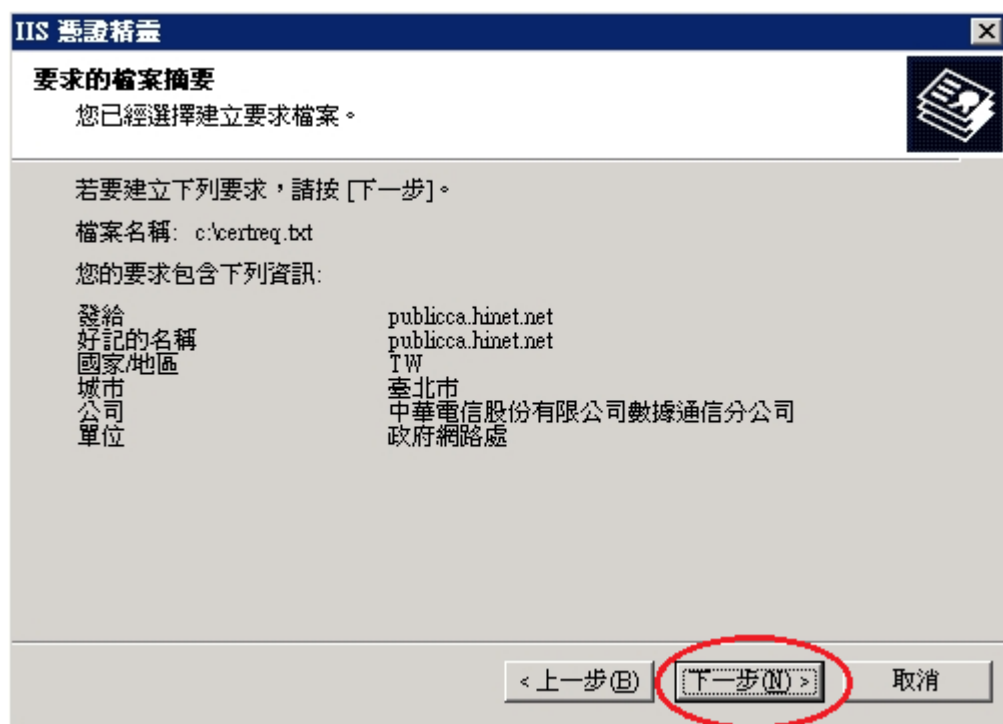 IIS 憑證精靈
要求的檔案摘要
您已經選擇建立要求檔案。
若要建立下列要求，請按 [下一步]。
檔案名稱: c:\certreq.txt
您的要求包含下列資訊:
發給 publicca.hinet.net
好記的名稱 publicca.hinet.net
國家/地區 TW
城市 臺北市
公司 中華電信股份有限公司數據通信分公司
單位 政府網路處
< 上一步(B) 下一步(N) > 取消